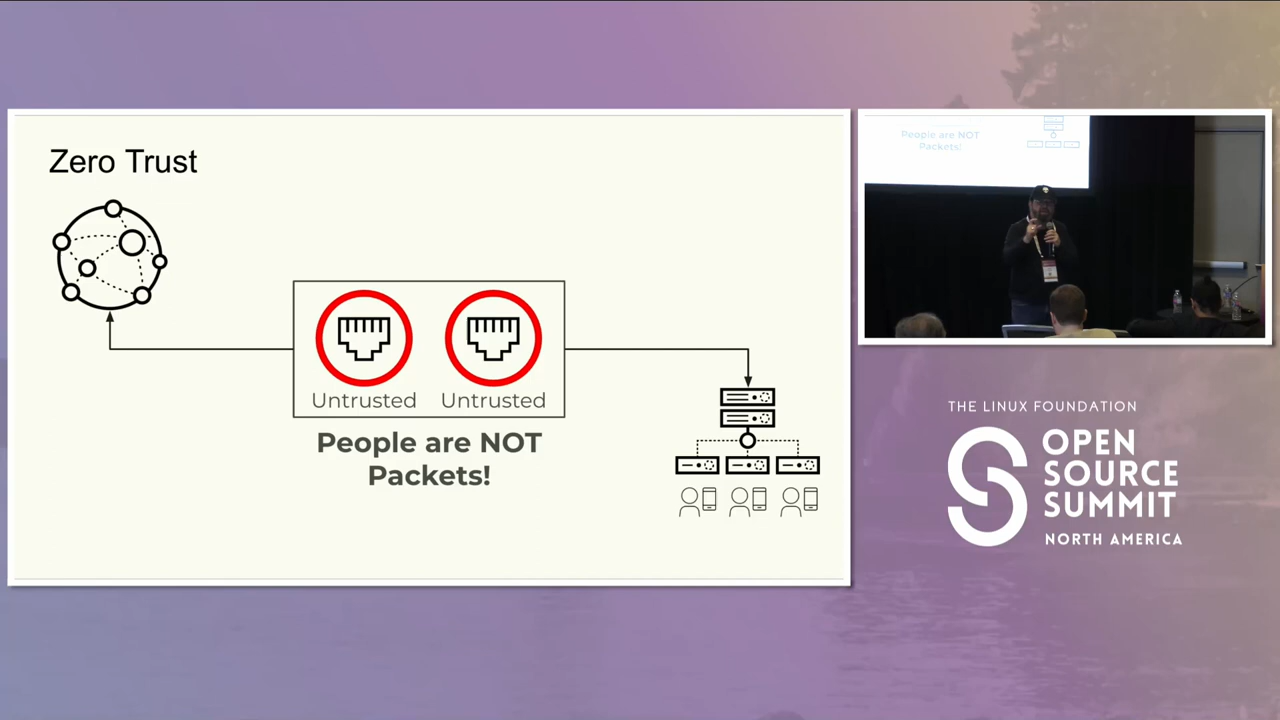 Zero Trust
Untrusted Untrusted
People are NOT
Packets!
People are NOT
Packets!
THE LINUX FOUNDATION
OPEN
SOURCE
SUMMIT
NORTH AMERICA